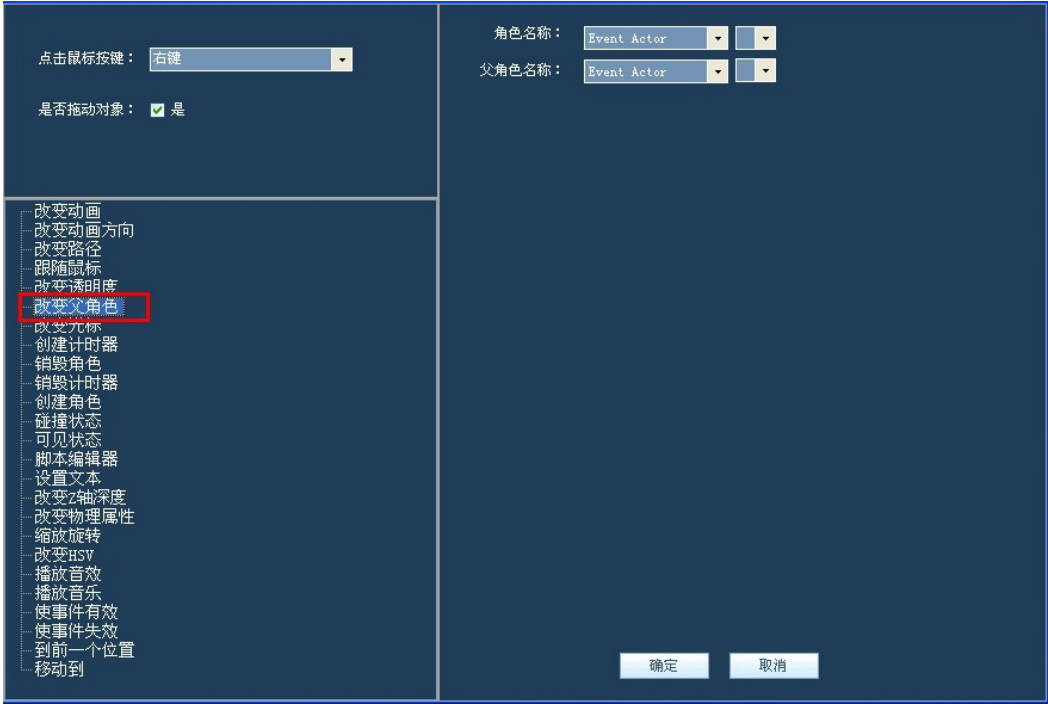 点击鼠标按键： 右键
是否拖动对象： 是
角色名称： Event Actor
父角色名称： Event Actor
改变动画
改变动画方向
改变路径
跟随鼠标
改变透明度
改变父角色
改变光标
创建计时器
销毁角色
销毁计时器
创建角色
碰撞状态
可见状态
脚本编辑器
设置文本
改变Z轴深度
改变物理属性
缩放旋转
改变HSV
播放音效
播放音乐
使事件有效
使事件失效
到前一个位置
移动到
确定 取消